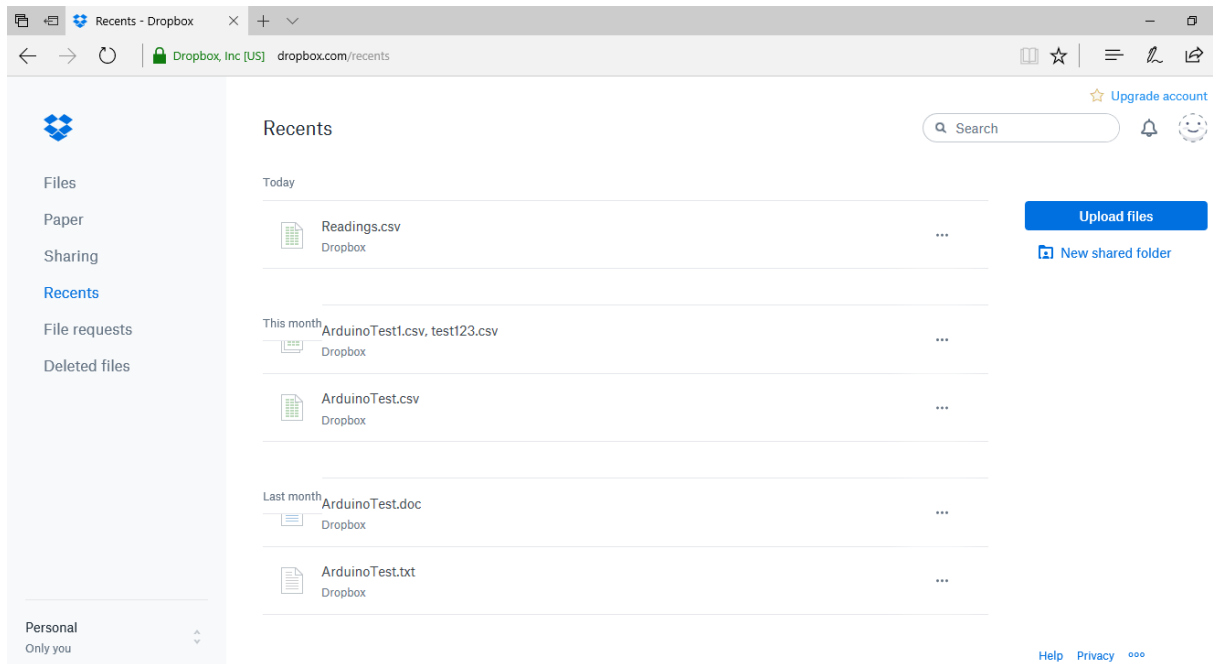 Recents - Dropbox
Dropbox, Inc [US] dropbox.com/recents
Upgrade account
Recents
Search
Files
Paper
Sharing
Recents
File requests
Deleted files
Today
Readings.csv
Dropbox
Upload files
New shared folder
This month
ArduinoTest1.csv, test123.csv
Dropbox
ArduinoTest.csv
Dropbox
Last month
ArduinoTest.doc
Dropbox
ArduinoTest.txt
Dropbox
Personal
Only you
Help Privacy